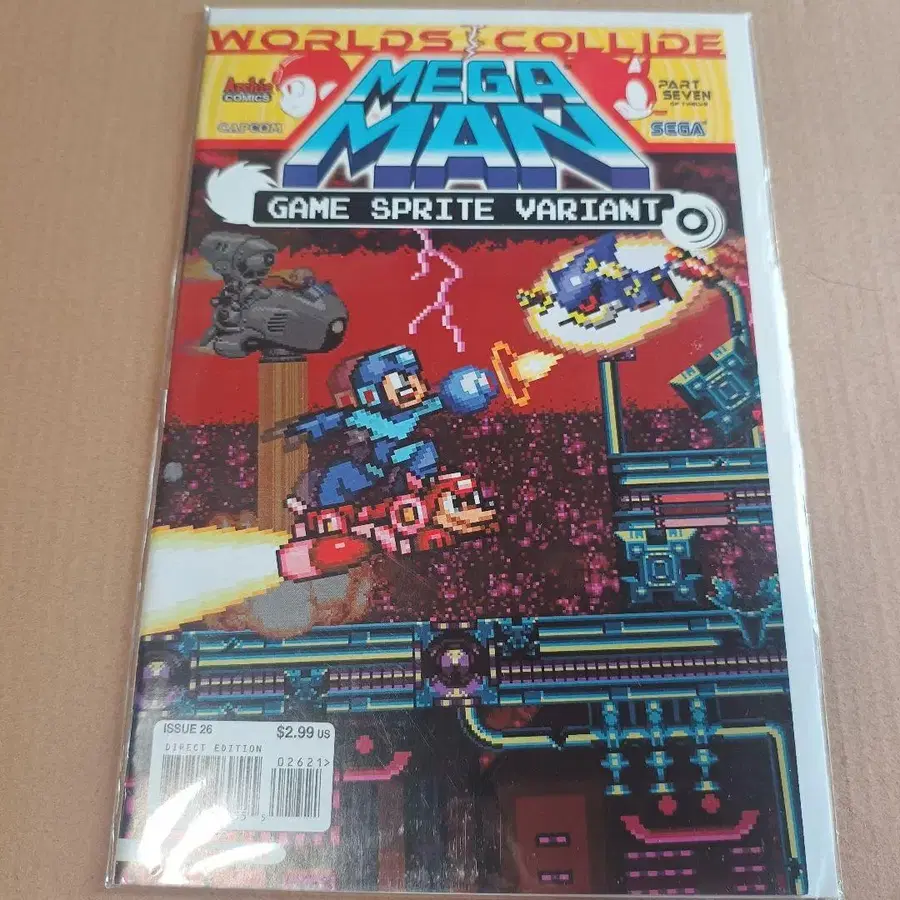 WORLDS COLLIDE
Archie
COMICS
CAPCOM
MEGA
MAN
PART
SEVEN
OF TWELVE
SEGA
GAME SPRITE VARIANT
ISSUE 26
$2.99 US
DIRECT EDITION
02621>